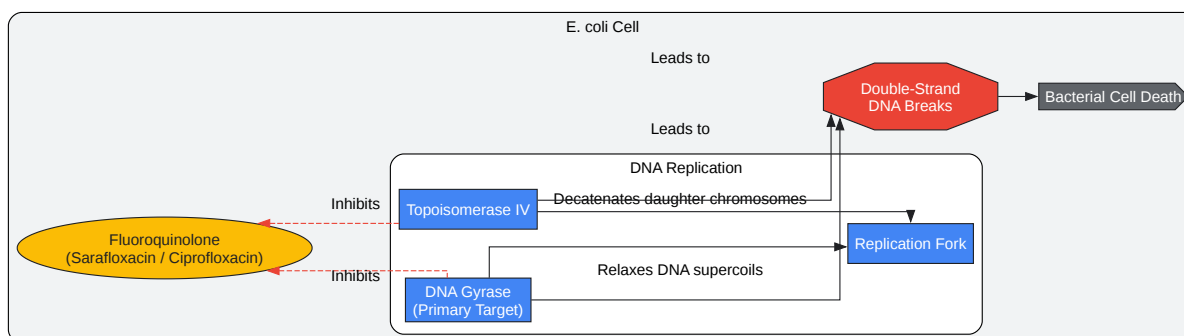 E. coli Cell
Leads to
Double-Strand
DNA Breaks
Bacterial Cell Death
Leads to
DNA Replication
Inhibits
Topoisomerase IV
Decatenates daughter chromosomes
Fluoroquinolone
(Sarafloxacin / Ciprofloxacin)
Replication Fork
Inhibits
Relaxes DNA supercoils
DNA Gyrase
(Primary Target)